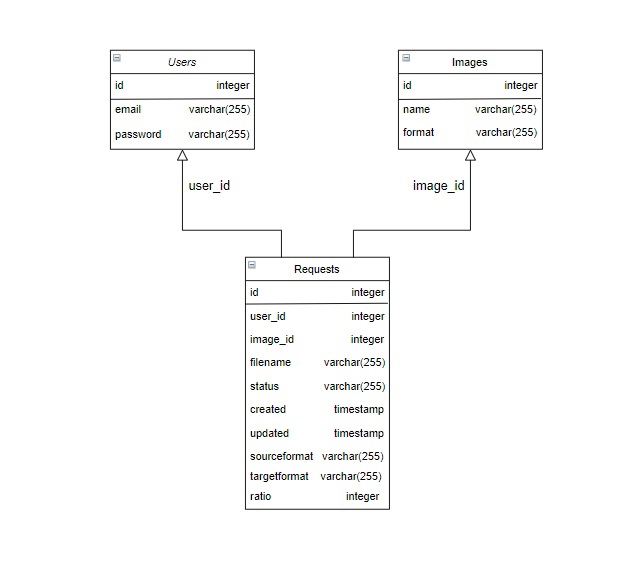 Users
id integer
email varchar(255)
password varchar(255)
Images
id integer
name varchar(255)
format varchar(255)
user_id
image_id
Requests
id integer
user_id integer
image_id integer
filename varchar(255)
status varchar(255)
created timestamp
updated timestamp
sourceformat varchar(255)
targetformat varchar(255)
ratio integer